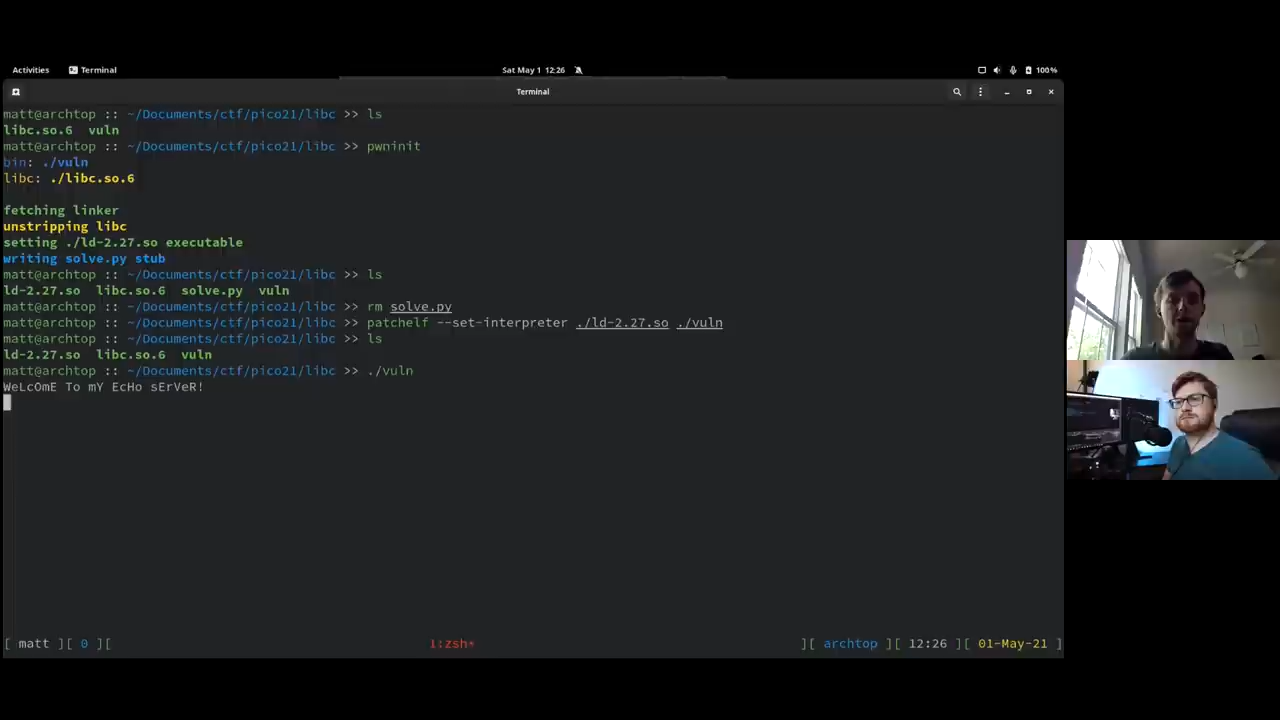 Activities Terminal Sat May 1 12:26 100%
Terminal
matt@archtop :: ~/Documents/ctf/pico21/libc >> ls
libc.so.6 vuln
matt@archtop :: ~/Documents/ctf/pico21/libc >> pwninit
bin: ./vuln
libc: ./libc.so.6
fetching linker
unstripping libc
setting ./ld-2.27.so executable
writing solve.py stub
matt@archtop :: ~/Documents/ctf/pico21/libc >> ls
ld-2.27.so libc.so.6 solve.py vuln
matt@archtop :: ~/Documents/ctf/pico21/libc >> rm solve.py
matt@archtop :: ~/Documents/ctf/pico21/libc >> patchelf --set-interpreter ./ld-2.27.so ./vuln
matt@archtop :: ~/Documents/ctf/pico21/libc >> ls
ld-2.27.so libc.so.6 vuln
matt@archtop :: ~/Documents/ctf/pico21/libc >> ./vuln
WeLcOmE To mY EcHo sErVeR!
[ matt ][ 0 ][ 1:zsh* ][ archtop ][ 12:26 ][ 01-May-21 ]